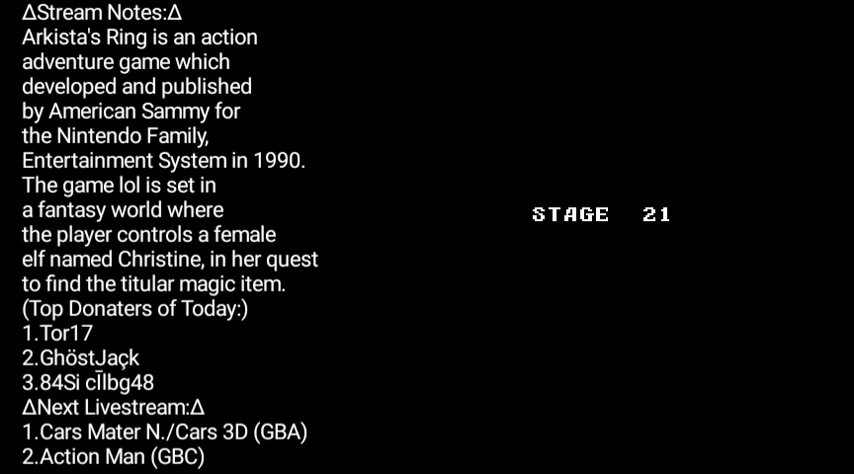 ∆Stream Notes:∆
Arkista's Ring is an action
adventure game which
developed and published
by American Sammy for
the Nintendo Family,
Entertainment System in 1990.
The game lol is set in
a fantasy world where
the player controls a female
elf named Christine, in her quest
to find the titular magic item.
(Top Donaters of Today:)
1.Tor17
2.GhöstJaçk
3.84Si cĪlbg48
∆Next Livestream:∆
1.Cars Mater N./Cars 3D (GBA)
2.Action Man (GBC)
STAGE 21